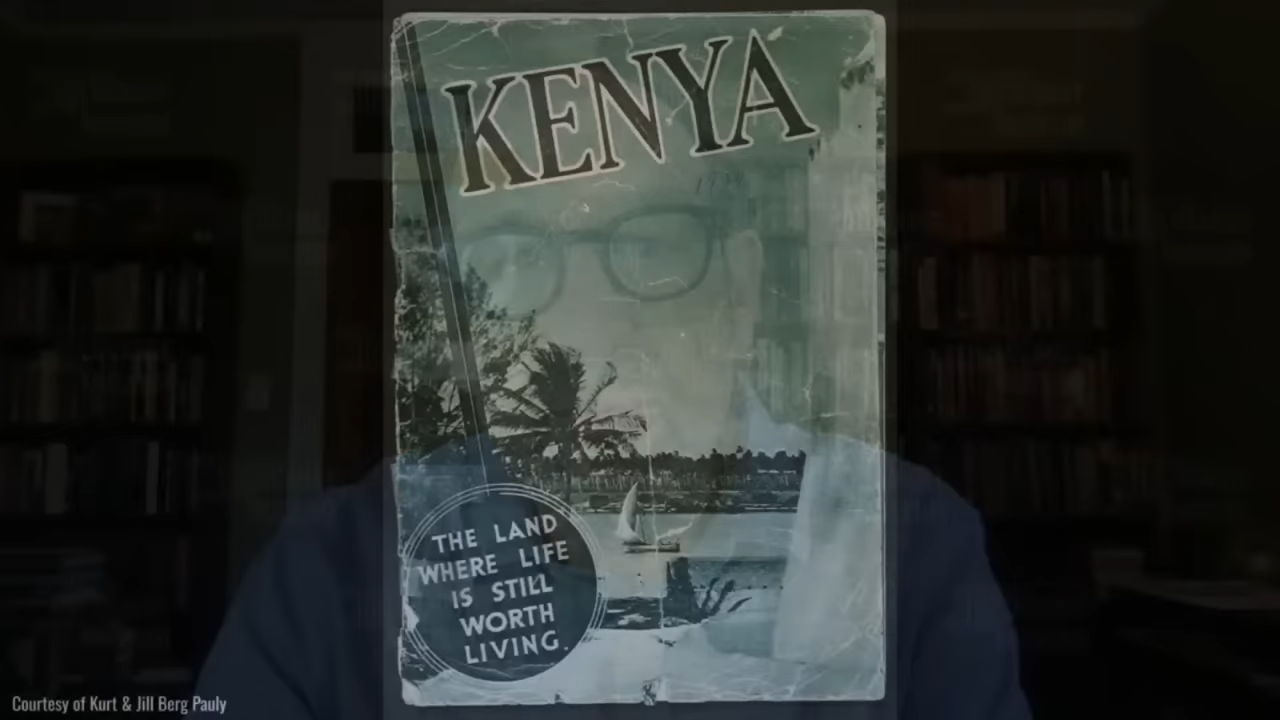 KENYA
THE LAND
WHERE LIFE
IS STILL
WORTH
LIVING.
Courtesy of Kurt & Jill Berg Pauly